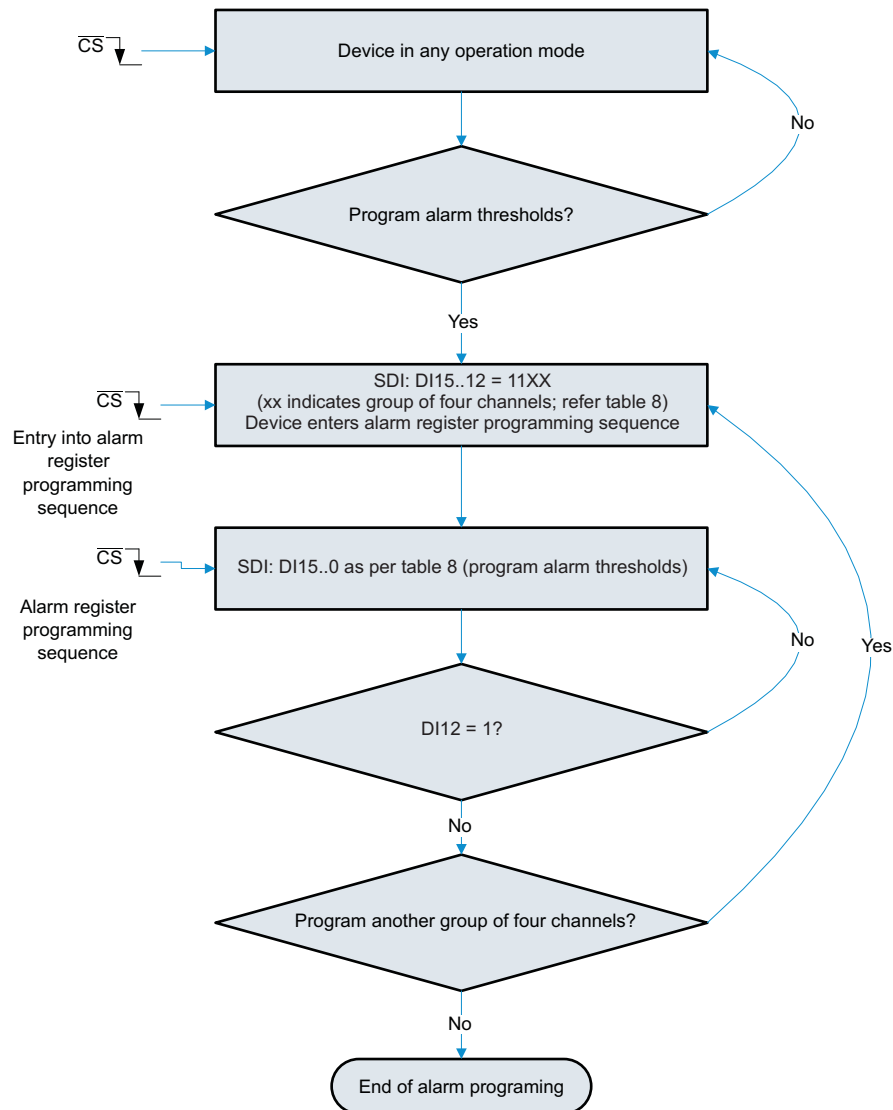 CS
Device in any operation mode
No
Program alarm thresholds?
Yes
CS
SDI: DI15..12 = 11XX
(xx indicates group of four channels; refer table 8)
Device enters alarm register programming sequence
Entry into alarm
register
programming
sequence
CS
SDI: DI15..0 as per table 8 (program alarm thresholds)
Alarm register
programming
sequence
No
Yes
DI12 = 1?
No
Program another group of four channels?
No
End of alarm programing